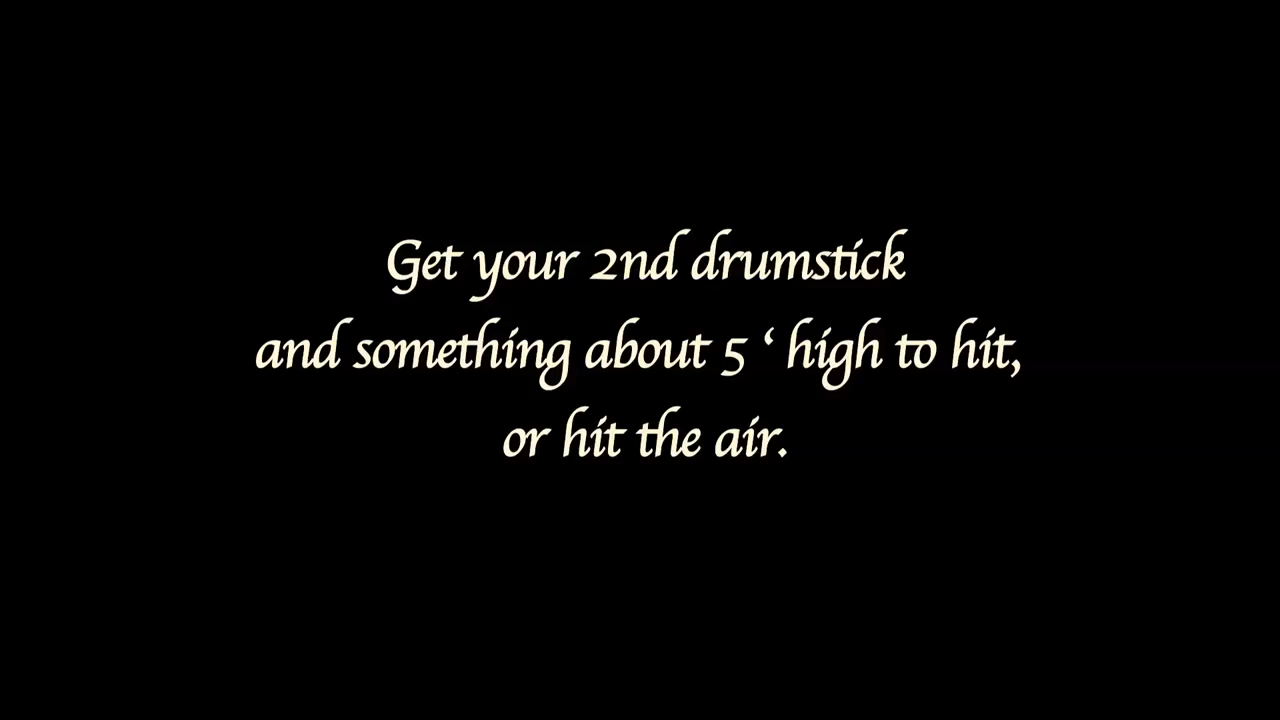 Get your 2nd drumstick
and something about 5 ‘ high to hit,
or hit the air.